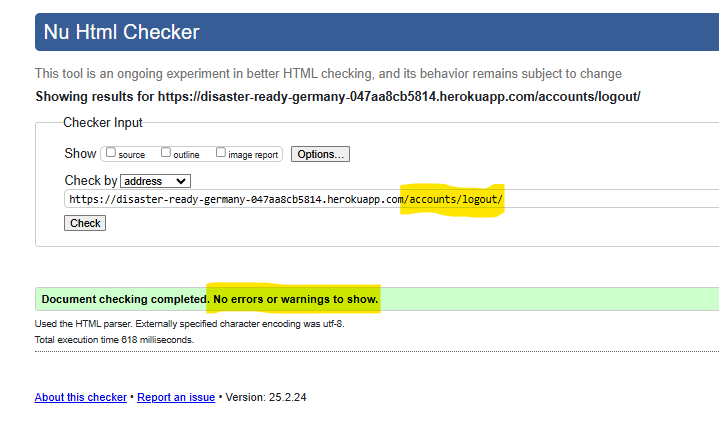 Nu Html Checker
This tool is an ongoing experiment in better HTML checking, and its behavior remains subject to change
Showing results for https://disaster-ready-germany-047aa8cb5814.herokuapp.com/accounts/logout/
Checker Input
Show source outline image report Options...
Check by address
https://disaster-ready-germany-047aa8cb5814.herokuapp.com/accounts/logout/
Check
Document checking completed. No errors or warnings to show.
Used the HTML parser. Externally specified character encoding was utf-8.
Total execution time 618 milliseconds.
About this checker • Report an issue • Version: 25.2.24